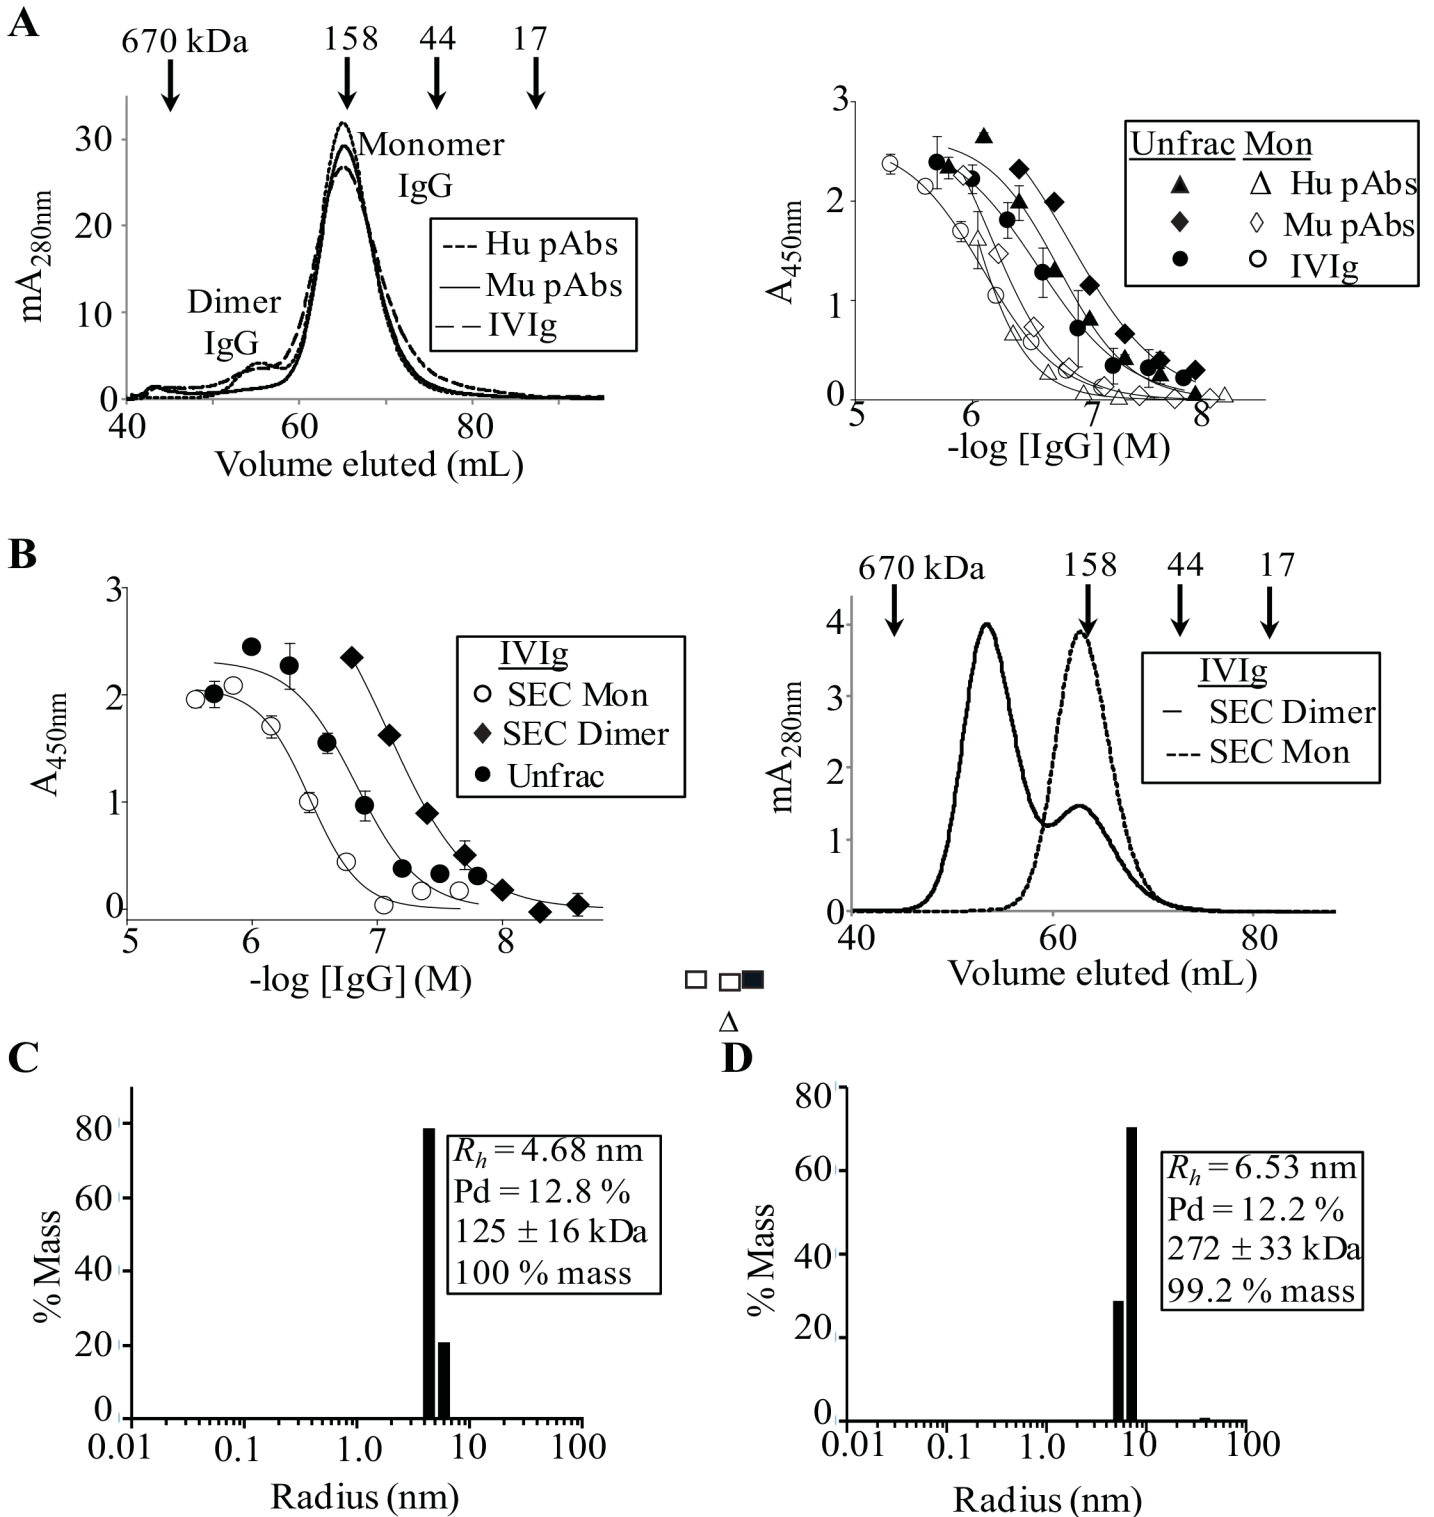 A
670 kDa 158 44 17
Monomer
IgG
Dimer
IgG
--- Hu pAbs
— Mu pAbs
– – IVIg
mA280nm
30
20
10
0
40 60 80
Volume eluted (mL)
Unfrac Mon
▲ △ Hu pAbs
◆ ◇ Mu pAbs
● ○ IVIg
A450nm
3
2
1
0
5 6 7 8
-log [IgG] (M)
B
IVIg
○ SEC Mon
◆ SEC Dimer
● Unfrac
A450nm
3
2
1
0
5 6 7 8
-log [IgG] (M)
670 kDa 158 44 17
IVIg
— SEC Dimer
--- SEC Mon
mA280nm
4
3
2
1
0
40 60 80
Volume eluted (mL)
Δ
C
Rh = 4.68 nm
Pd = 12.8 %
125 ± 16 kDa
100 % mass
% Mass
80
60
40
20
0
0.01 0.1 1.0 10 100
Radius (nm)
D
Rh = 6.53 nm
Pd = 12.2 %
272 ± 33 kDa
99.2 % mass
% Mass
80
60
40
20
0
0.01 0.1 1.0 10 100
Radius (nm)